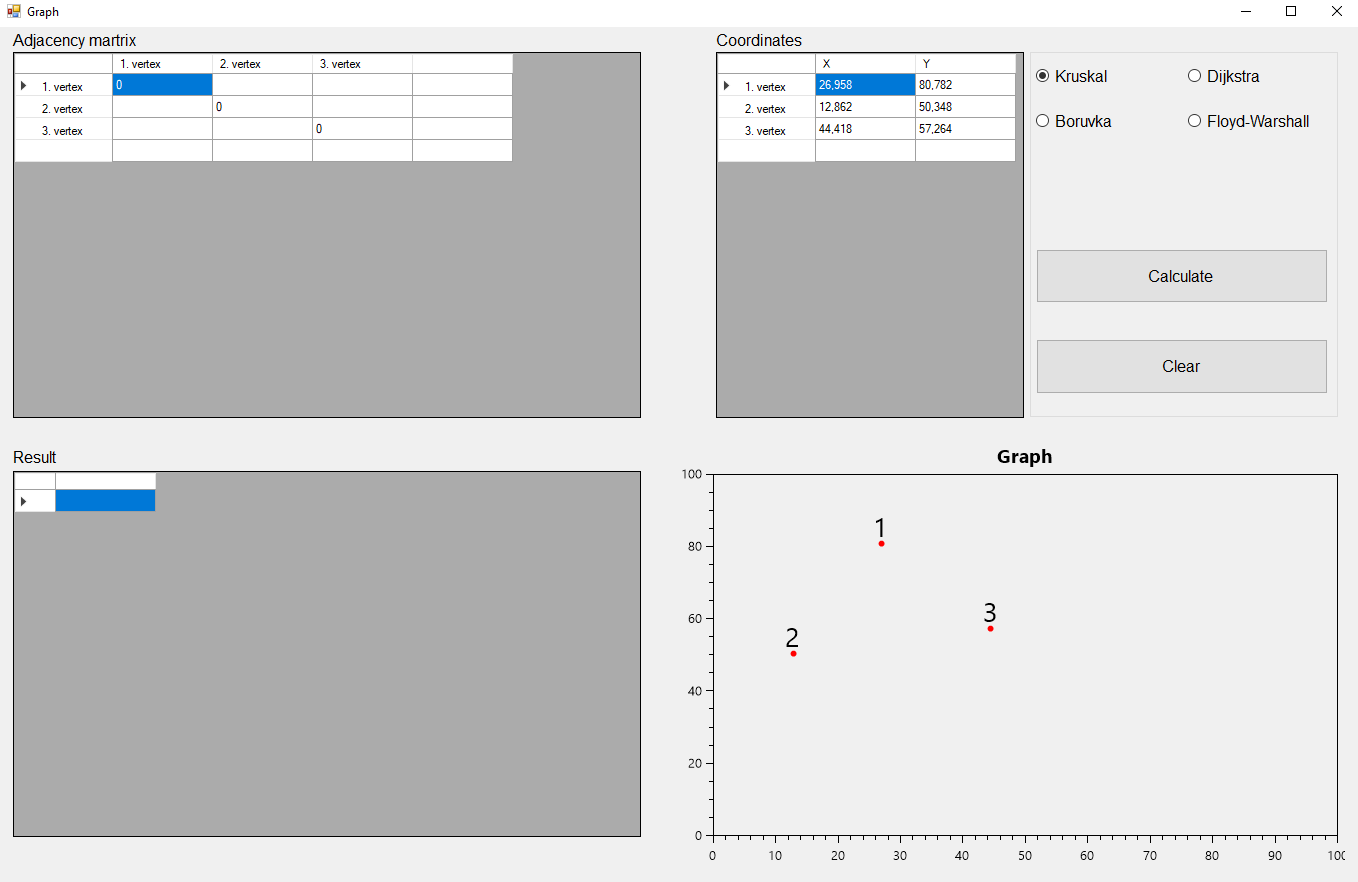 Graph
Adjacency martrix
1. vertex 2. vertex 3. vertex
1. vertex 0
2. vertex 0
3. vertex 0
Coordinates
X Y
1. vertex 26,958 80,782
2. vertex 12,862 50,348
3. vertex 44,418 57,264
Kruskal Dijkstra
Boruvka Floyd-Warshall
Calculate
Clear
Result
Graph
100
80
60
40
20
0
1
3
2
0 10 20 30 40 50 60 70 80 90 100